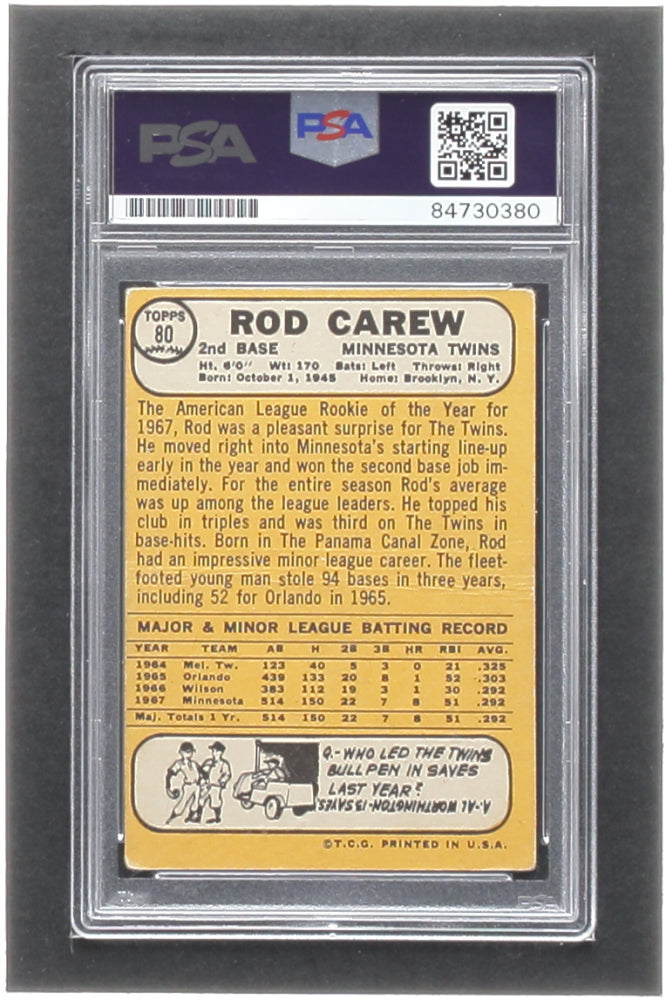 PSA PSA
84730380
TOPPS
80
ROD CAREW
2nd BASE MINNESOTA TWINS
Ht. 6'0" Wt: 170 Bats: Left Throws: Right
Born: October 1, 1945 Home: Brooklyn, N. Y.
The American League Rookie of the Year for
1967, Rod was a pleasant surprise for The Twins.
He moved right into Minnesota's starting line-up
early in the year and won the second base job im-
mediately. For the entire season Rod's average
was up among the league leaders. He topped his
club in triples and was third on The Twins in
base-hits. Born in The Panama Canal Zone, Rod
had an impressive minor league career. The fleet-
footed young man stole 94 bases in three years,
including 52 for Orlando in 1965.
MAJOR & MINOR LEAGUE BATTING RECORD
YEAR TEAM AB H 2B 3B HR RBI AVG.
1964 Mel. Tw. 123 40 5 3 0 21 .325
1965 Orlando 439 133 20 8 1 52 .303
1966 Wilson 383 112 19 3 1 30 .292
1967 Minnesota 514 150 22 7 8 51 .292
Maj. Totals 1 Yr. 514 150 22 7 8 51 .292
Q.-WHO LED THE TWINS
BULLPEN IN SAVES
LAST YEAR?
A.-AL WORTHINGTON-13 SAVES.
©T.C.G. PRINTED IN U.S.A.
PSA